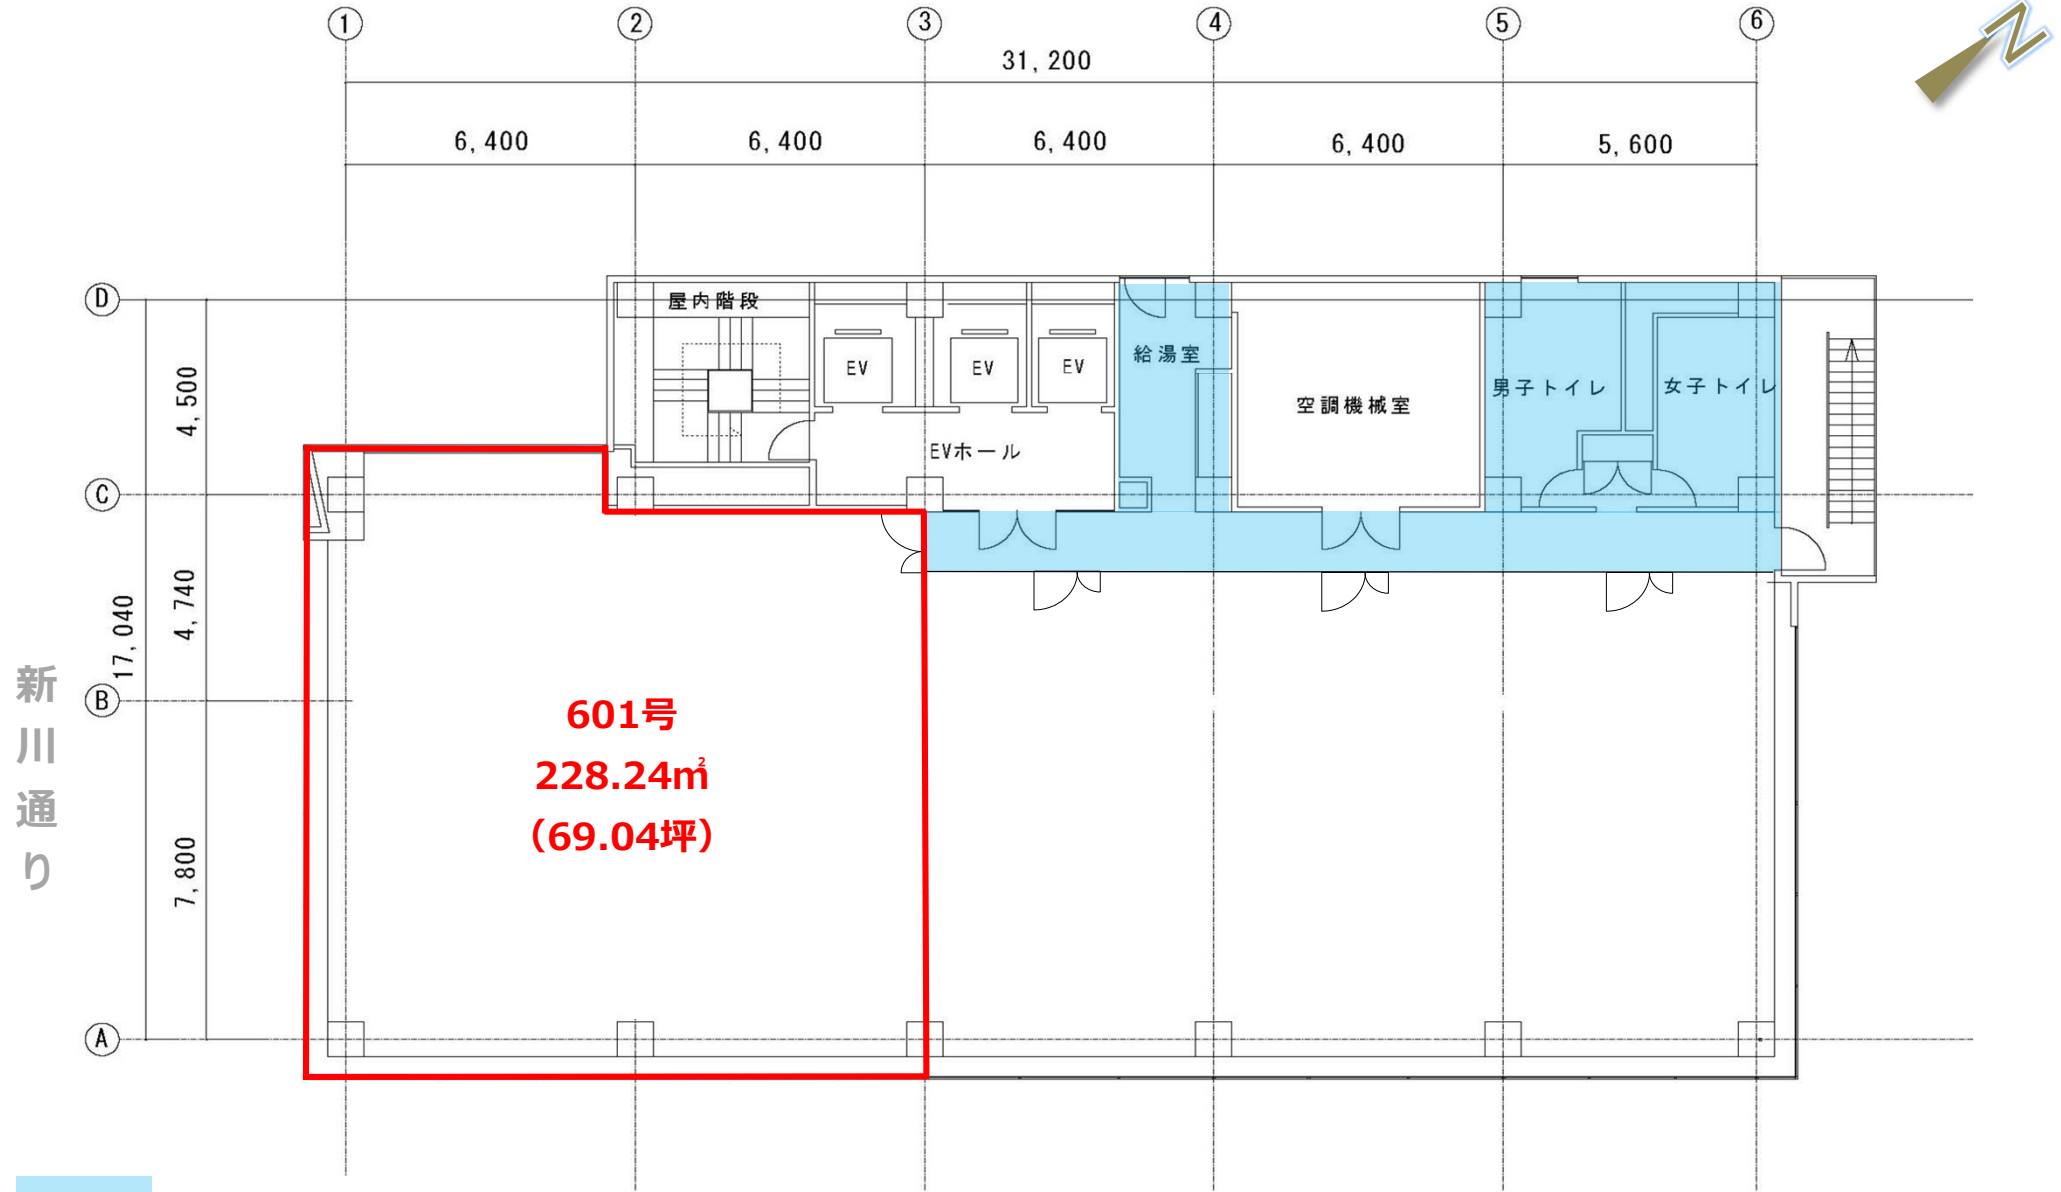 1
2
3
4
5
6
N
31,200
6,400
6,400
6,400
6,400
5,600
D
C
B
A
4,500
4,740
17,040
7,800
屋内階段
EV
EV
EV
EVホール
給湯室
空調機械室
男子トイレ
女子トイレ
新川通り
601号
228.24㎡
（69.04坪）